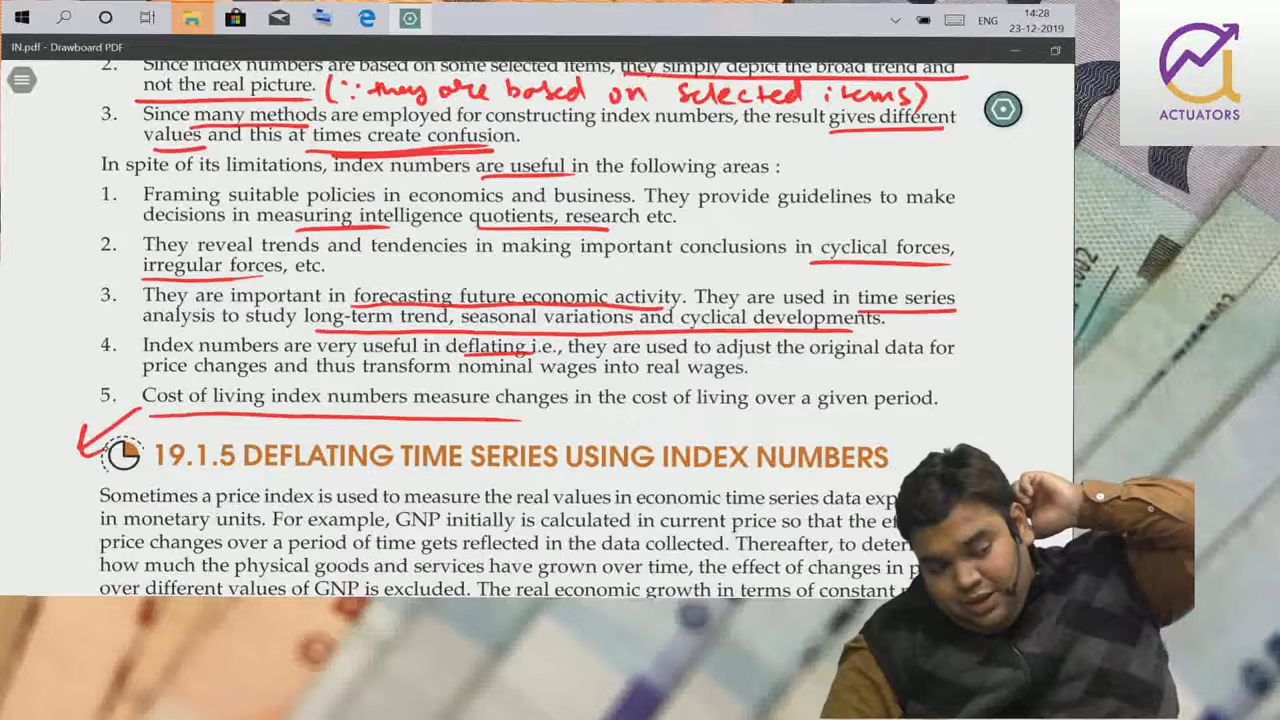 14:28
ENG
23-12-2019
IN.pdf - Drawboard PDF
ACTUATORS
2. Since index numbers are based on some selected items, they simply depict the broad trend and
not the real picture. (∵ they are based on selected items)
3. Since many methods are employed for constructing index numbers, the result gives different
values and this at times create confusion.
In spite of its limitations, index numbers are useful in the following areas :
1. Framing suitable policies in economics and business. They provide guidelines to make
decisions in measuring intelligence quotients, research etc.
2. They reveal trends and tendencies in making important conclusions in cyclical forces,
irregular forces, etc.
3. They are important in forecasting future economic activity. They are used in time series
analysis to study long-term trend, seasonal variations and cyclical developments.
4. Index numbers are very useful in deflating i.e., they are used to adjust the original data for
price changes and thus transform nominal wages into real wages.
5. Cost of living index numbers measure changes in the cost of living over a given period.
19.1.5 DEFLATING TIME SERIES USING INDEX NUMBERS
Sometimes a price index is used to measure the real values in economic time series data
in monetary units. For example, GNP initially is calculated in current price so that the
price changes over a period of time gets reflected in the data collected. Thereafter, to
how much the physical goods and services have grown over time, the effect of changes in
over different values of GNP is excluded. The real economic growth in terms of constant